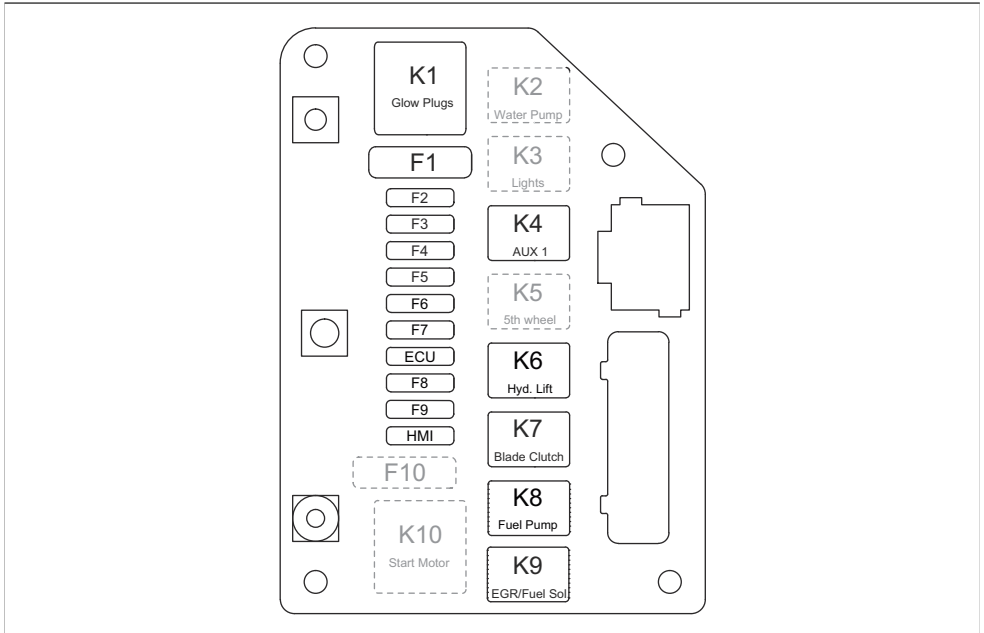 K1
Glow Plugs
F1
F2
F3
F4
F5
F6
F7
ECU
F8
F9
HMI
F10
K10
Start Motor
K2
Water Pump
K3
Lights
K4
AUX 1
K5
5th wheel
K6
Hyd. Lift
K7
Blade Clutch
K8
Fuel Pump
K9
EGR/Fuel Sol